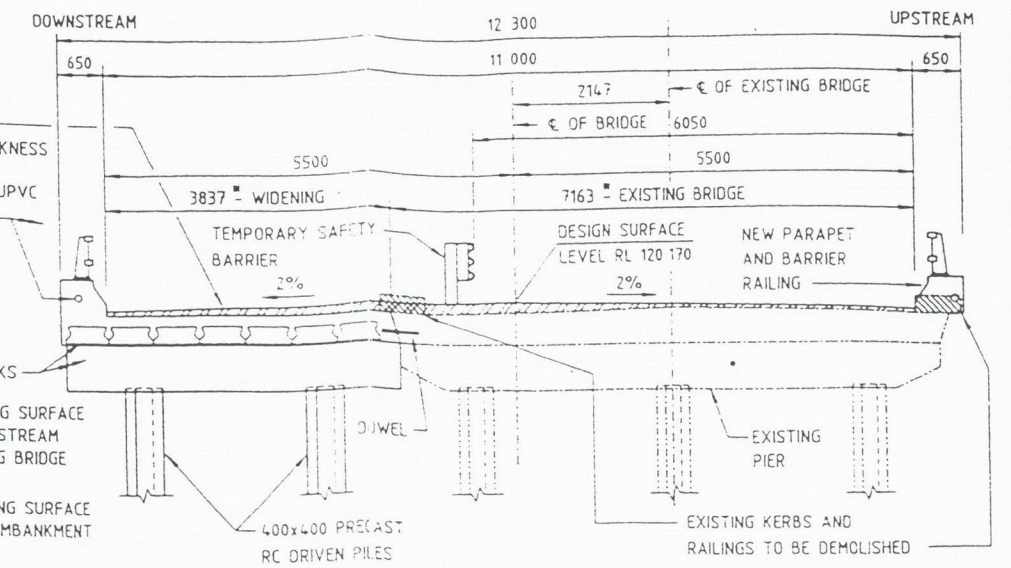 DOWNSTREAM
UPSTREAM
12 300
650
11 000
650
2147
℄ OF EXISTING BRIDGE
℄ OF BRIDGE
6050
KNESS
5500
5500
UPVC
3837 ■ - WIDENING
7163 ■ - EXISTING BRIDGE
TEMPORARY SAFETY
BARRIER
DESIGN SURFACE
LEVEL RL 120 170
NEW PARAPET
AND BARRIER
RAILING
2%
2%
KS
G SURFACE
STREAM
G BRIDGE
DOWEL
EXISTING
PIER
NG SURFACE
MBANKMENT
400x400 PRECAST
RC DRIVEN PILES
EXISTING KERBS AND
RAILINGS TO BE DEMOLISHED